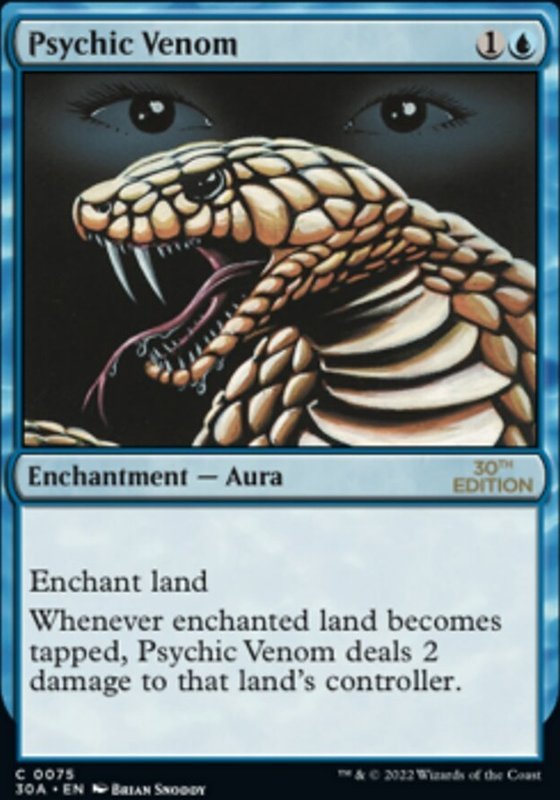 Psychic Venom 1
Enchantment — Aura
30TH
EDITION
Enchant land
Whenever enchanted land becomes
tapped, Psychic Venom deals 2
damage to that land's controller.
C 0075
30A • EN Brian Snoddy
™ & © 2022 Wizards of the Coast